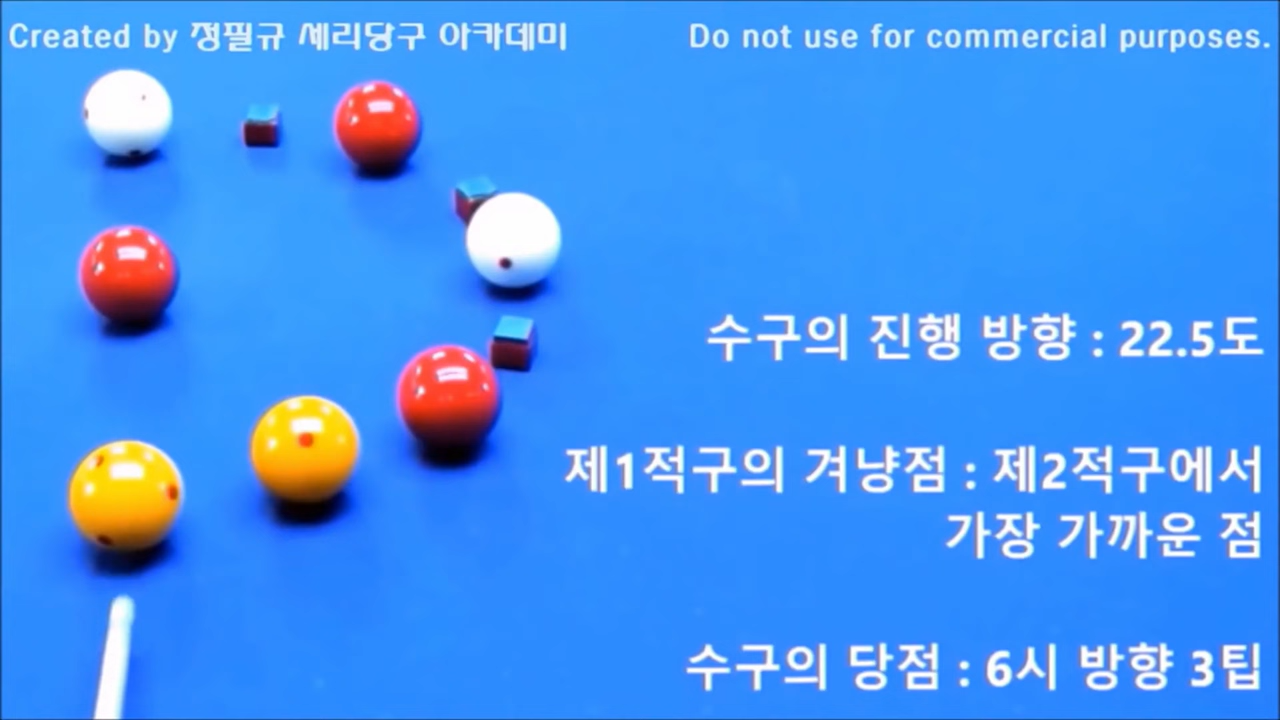 Created by 정필규 세리당구 아카데미
Do not use for commercial purposes.
수구의 진행 방향 : 22.5도
제1적구의 겨냥점 : 제2적구에서
가장 가까운 점
수구의 당점 : 6시 방향 3팁